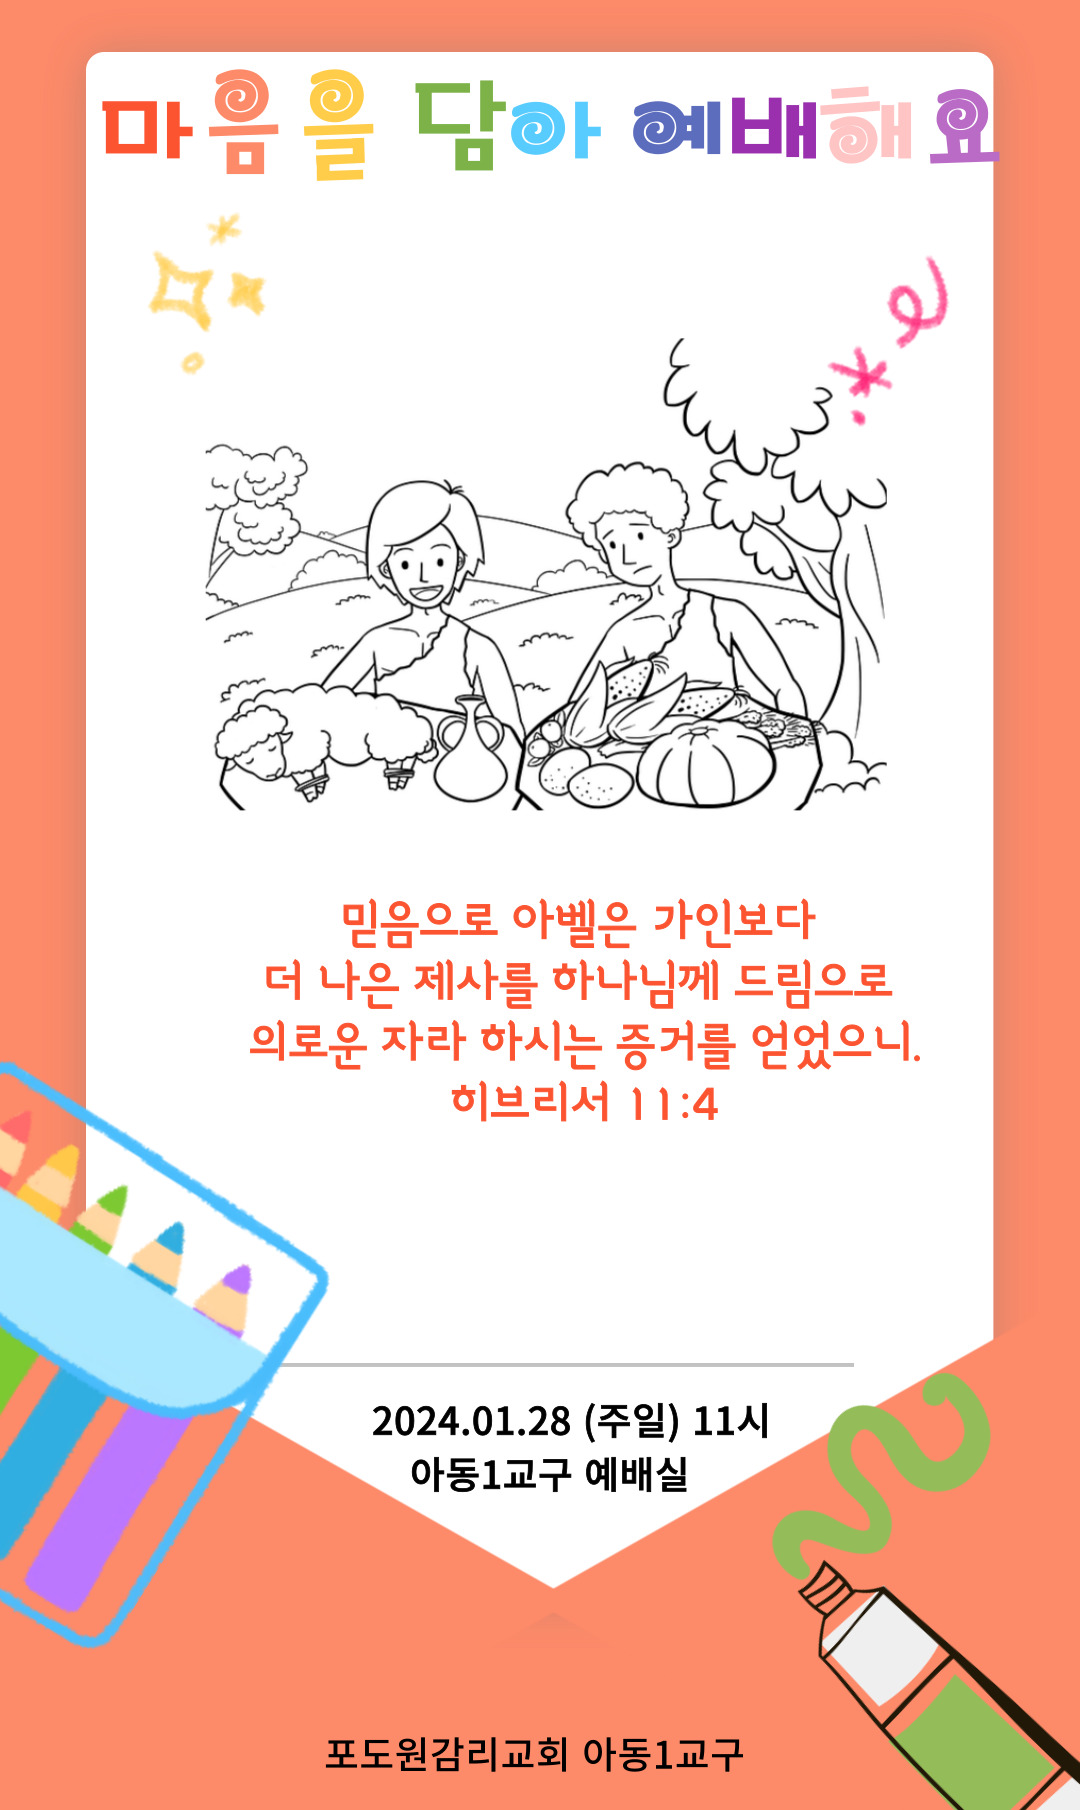 마음을 담아 예배해요
믿음으로 아벨은 가인보다
더 나은 제사를 하나님께 드림으로
의로운 자라 하시는 증거를 얻었으니.
히브리서 11:4
2024.01.28 (주일) 11시
아동1교구 예배실
포도원감리교회 아동1교구